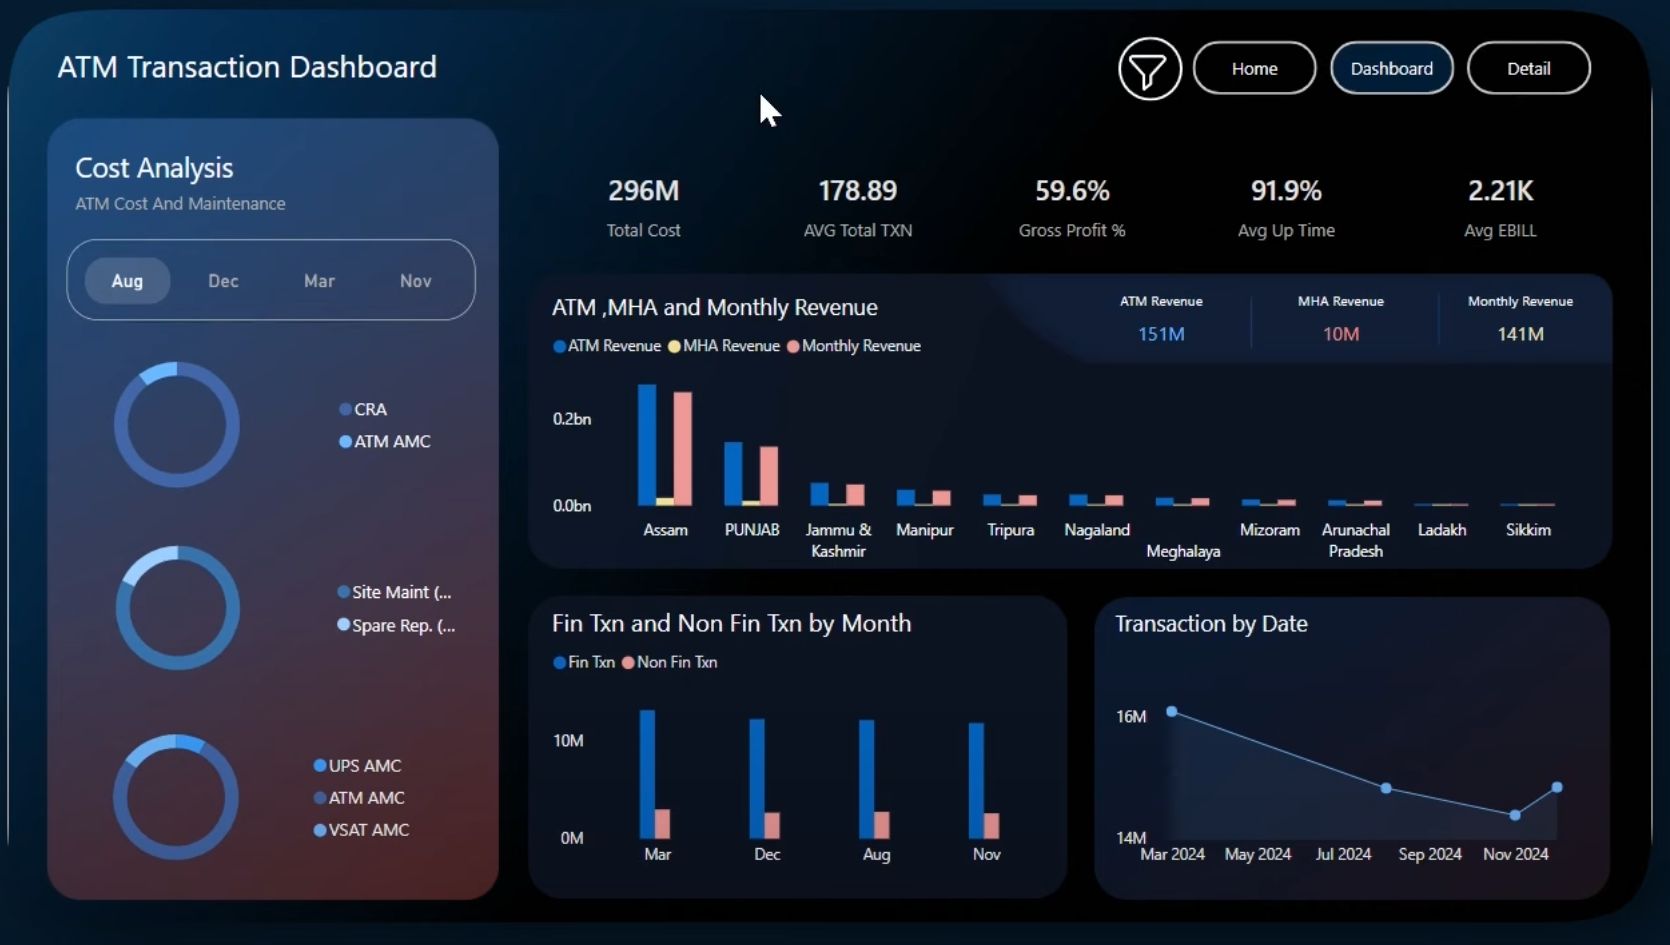 ATM Transaction Dashboard
Home
Dashboard
Detail
Cost Analysis
ATM Cost And Maintenance
Aug Dec Mar Nov
CRA
ATM AMC
Site Maint (...
Spare Rep. (...
UPS AMC
ATM AMC
VSAT AMC
296M
Total Cost
178.89
AVG Total TXN
59.6%
Gross Profit %
91.9%
Avg Up Time
2.21K
Avg EBILL
ATM ,MHA and Monthly Revenue
ATM Revenue MHA Revenue Monthly Revenue
ATM Revenue
151M
MHA Revenue
10M
Monthly Revenue
141M
0.2bn
0.0bn
Assam
PUNJAB
Jammu &
Kashmir
Manipur
Tripura
Nagaland
Meghalaya
Mizoram
Arunachal
Pradesh
Ladakh
Sikkim
Fin Txn and Non Fin Txn by Month
Fin Txn Non Fin Txn
10M
0M
Mar Dec Aug Nov
Transaction by Date
16M
14M
Mar 2024 May 2024 Jul 2024 Sep 2024 Nov 2024